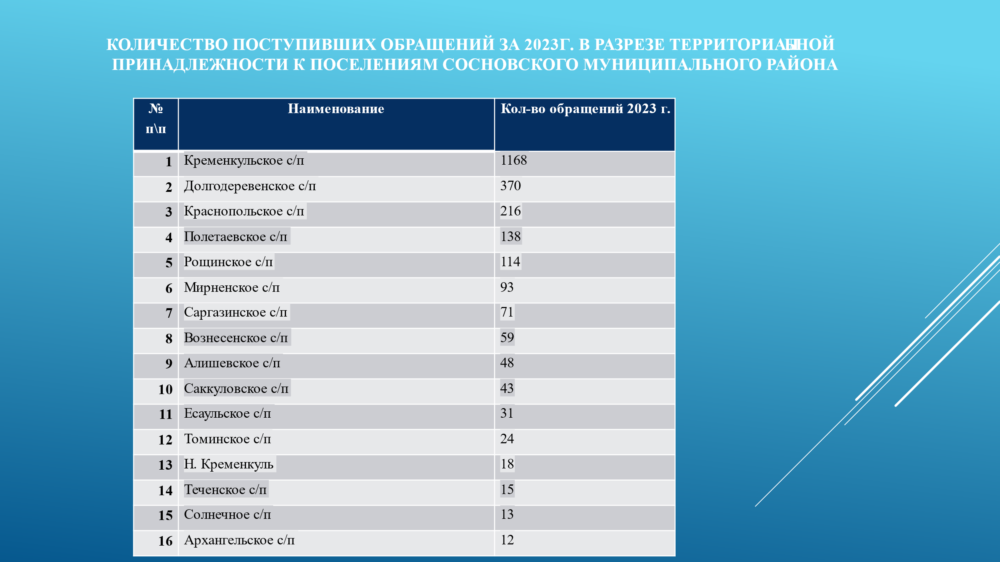 КОЛИЧЕСТВО ПОСТУПИВШИХ ОБРАЩЕНИЙ ЗА 2023Г. В РАЗРЕЗЕ ТЕРРИТОРИАЛЬНОЙ
ПРИНАДЛЕЖНОСТИ К ПОСЕЛЕНИЯМ СОСНОВСКОГО МУНИЦИПАЛЬНОГО РАЙОНА
№ п\п Наименование Кол-во обращений 2023 г.
1 Кременкульское с/п 1168
2 Долгодеревенское с/п 370
3 Краснопольское с/п 216
4 Полетаевское с/п 138
5 Рощинское с/п 114
6 Мирненское с/п 93
7 Саргазинское с/п 71
8 Вознесенское с/п 59
9 Алишевское с/п 48
10 Саккуловское с/п 43
11 Есаульское с/п 31
12 Томинское с/п 24
13 Н. Кременкуль 18
14 Теченское с/п 15
15 Солнечное с/п 13
16 Архангельское с/п 12